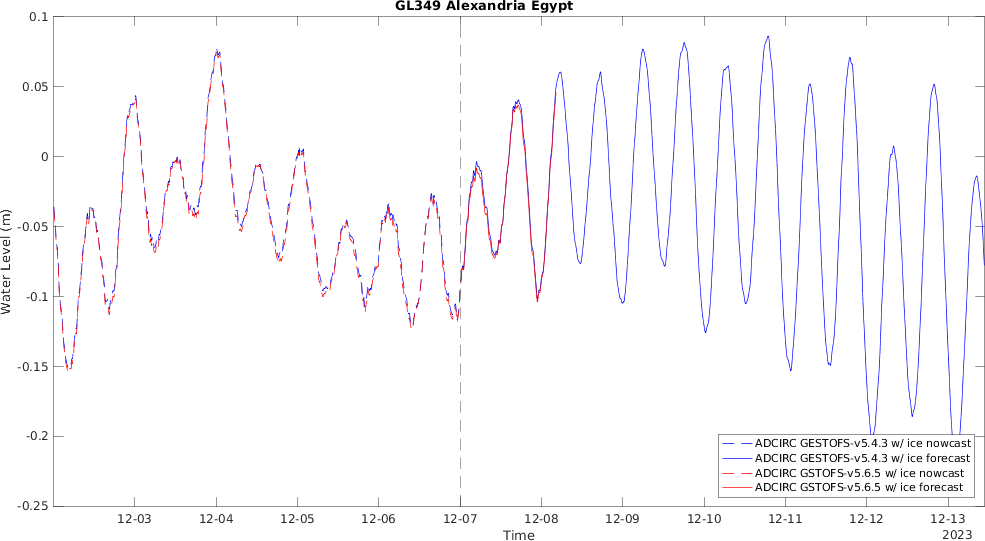 GL349 Alexandria Egypt
0.1
0.05
0
-0.05
-0.1
-0.15
-0.2
-0.25
Water Level (m)
ADCIRC GESTOFS-v5.4.3 w/ ice nowcast
ADCIRC GESTOFS-v5.4.3 w/ ice forecast
ADCIRC GSTOFS-v5.6.5 w/ ice nowcast
ADCIRC GSTOFS-v5.6.5 w/ ice forecast
12-03 12-04 12-05 12-06 12-07 12-08 12-09 12-10 12-11 12-12 12-13
Time
2023